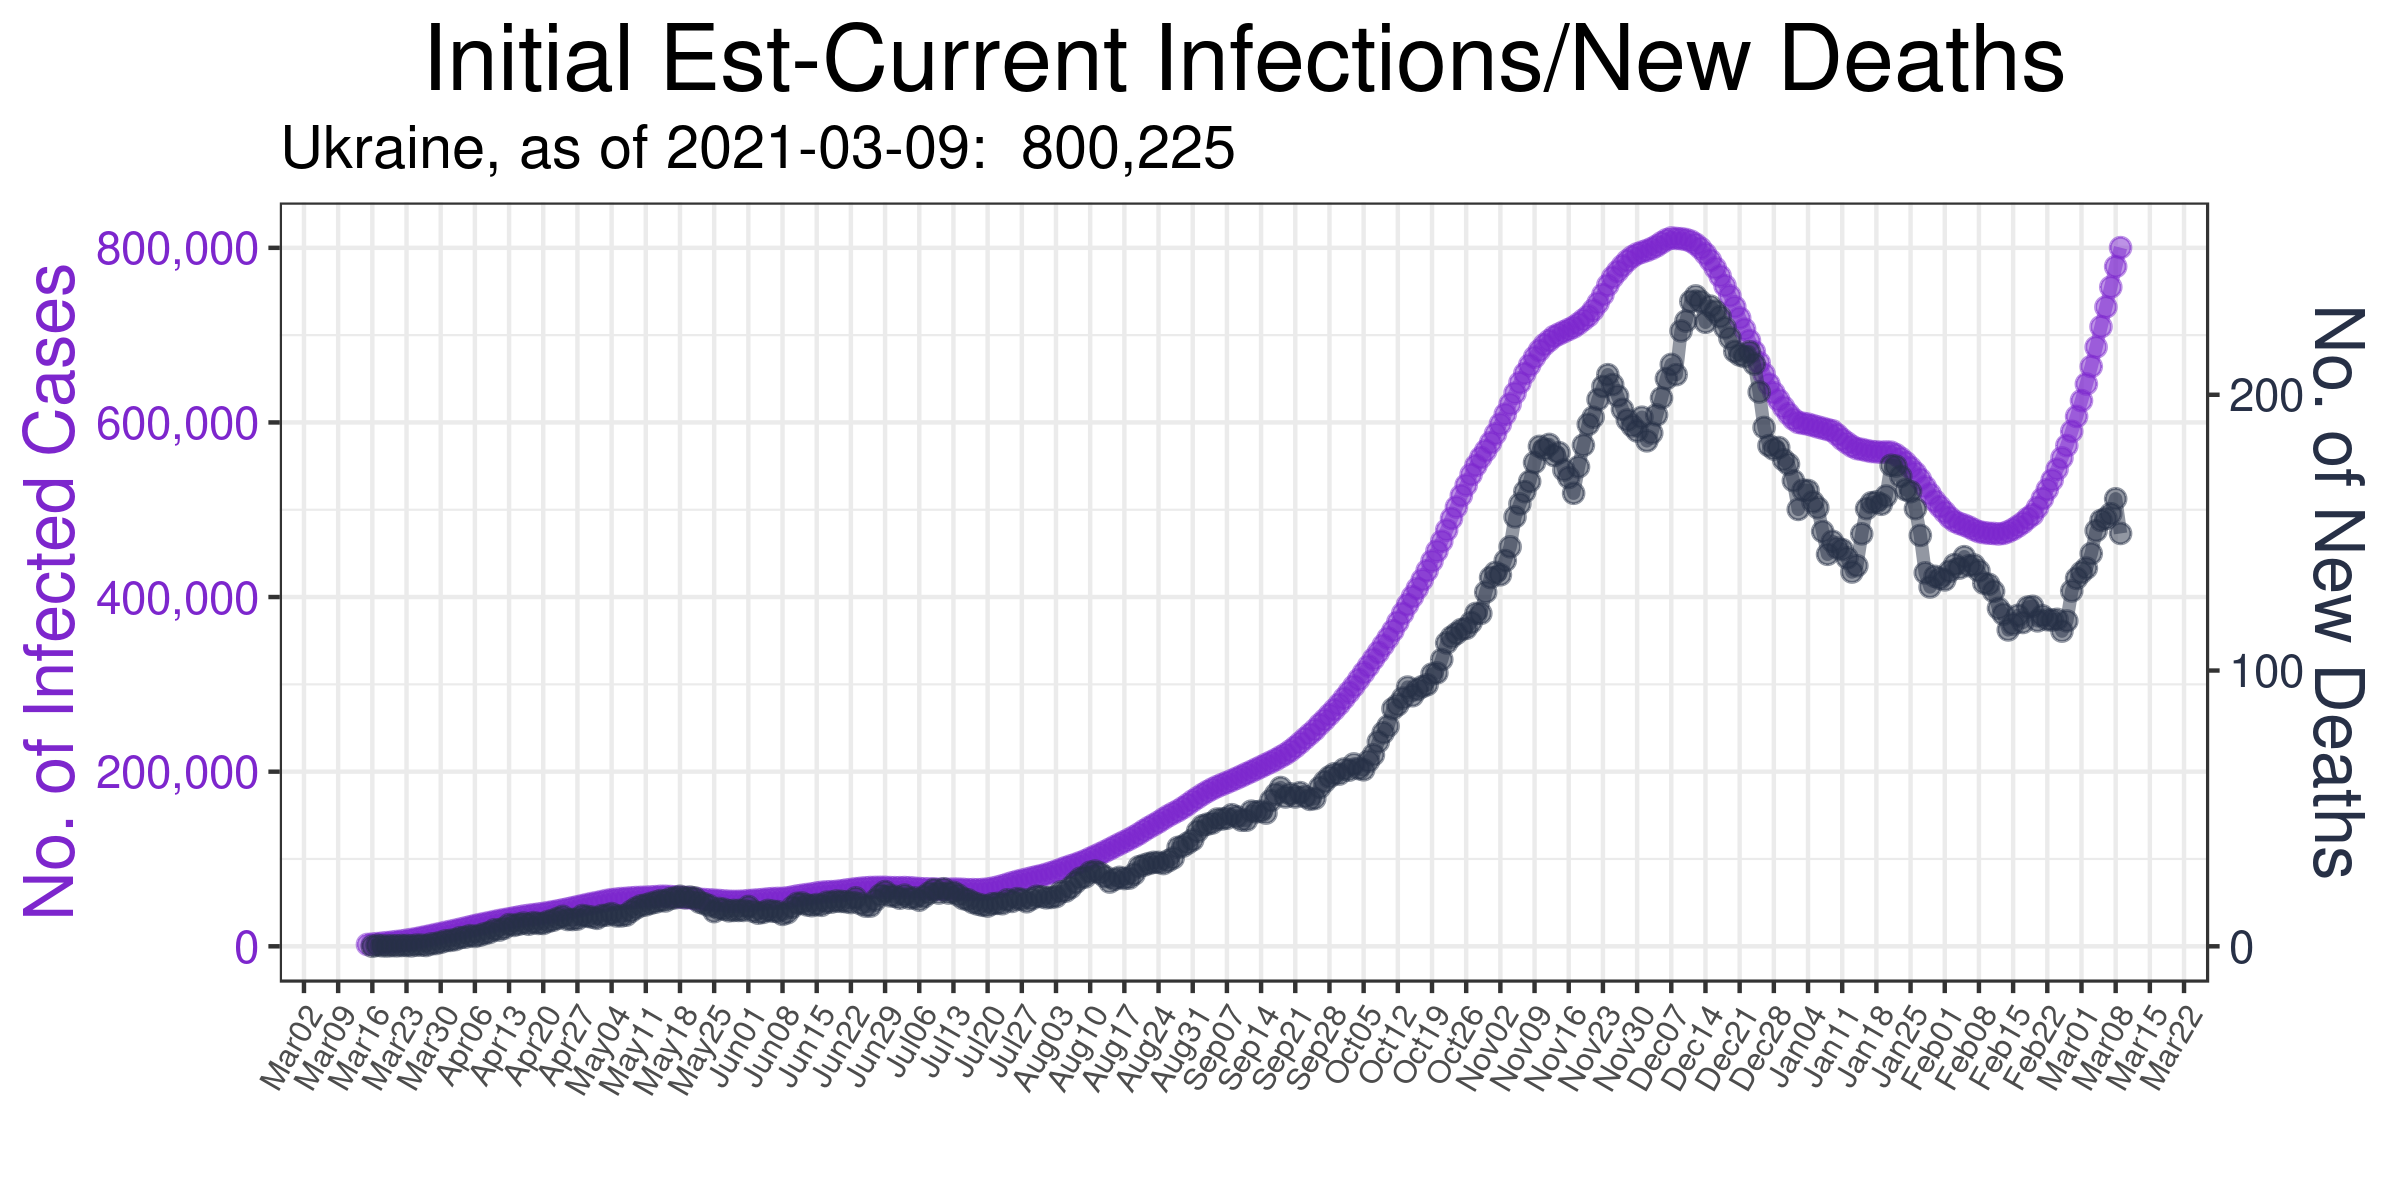 Initial Est-Current Infections/New Deaths
Ukraine, as of 2021-03-09:  800,225
No. of Infected Cases
800,000
600,000
400,000
200,000
0
No. of New Deaths
200
100
0
Mar02 Mar09 Mar16 Mar23 Mar30 Apr06 Apr13 Apr20 Apr27 May04 May11 May18 May25 Jun01 Jun08 Jun15 Jun22 Jun29 Jul06 Jul13 Jul20 Jul27 Aug03 Aug10 Aug17 Aug24 Aug31 Sep07 Sep14 Sep21 Sep28 Oct05 Oct12 Oct19 Oct26 Nov02 Nov09 Nov16 Nov23 Nov30 Dec07 Dec14 Dec21 Dec28 Dec04 Jan11 Jan18 Jan25 Feb01 Feb08 Feb15 Feb22 Mar01 Mar08 Mar15 Mar22